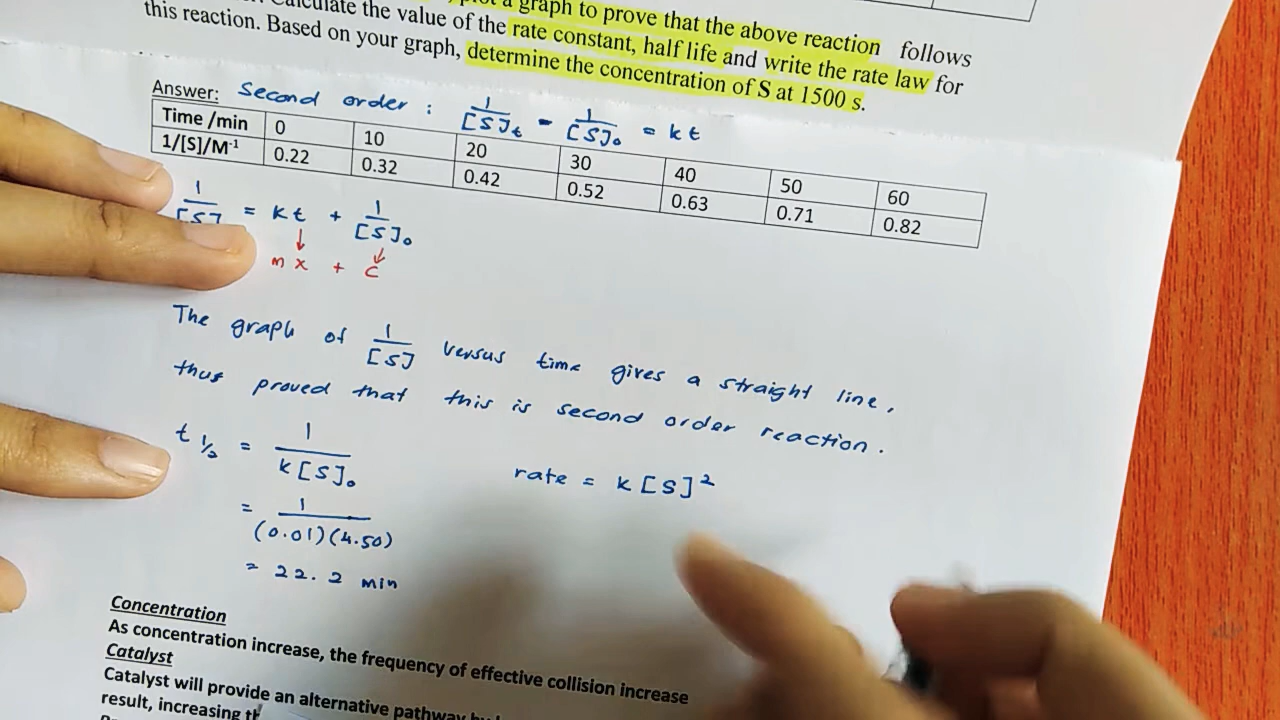 a graph to prove that the above reaction follows
the value of the rate constant, half life and write the rate law for
this reaction. Based on your graph, determine the concentration of S at 1500 s.
Answer: Second order : 1/[S]t - 1/[S]₀ = kt
Time /min 0 10 20 30 40 50 60
1/[S]/M⁻¹ 0.22 0.32 0.42 0.52 0.63 0.71 0.82
1/[S] = kt + 1/[S]₀
mx + c
The graph of 1/[S] versus time gives a straight line,
thus proved that this is second order reaction.
t ½ = 1/k[S]₀
rate = k[S]²
= 1/(0.01)(4.50)
= 22.2 min
Concentration
As concentration increase, the frequency of effective collision increase
Catalyst
Catalyst will provide an alternative pathway
result, increasing